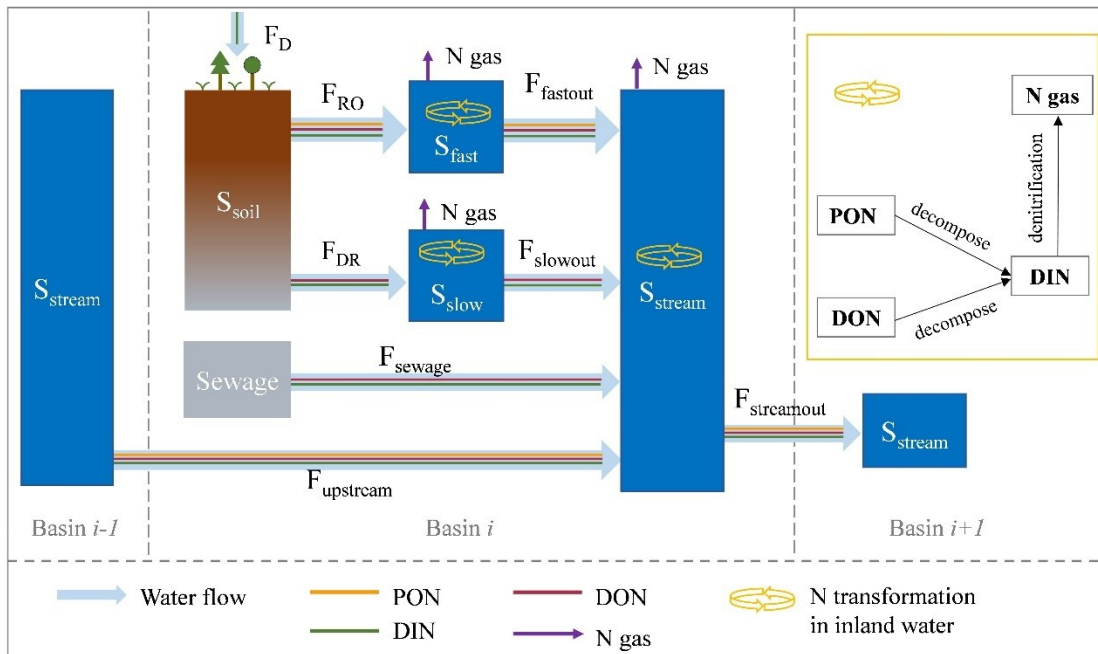 F_D
N gas
N gas
F_RO
F_fastout
S_fast
N gas
S_soil
F_DR
F_slowout
S_slow
S_stream
S_stream
Sewage
F_sewage
F_upstream
F_streamout
S_stream
N gas
denitrification
PON
decompose
DIN
DON
decompose
Basin i-1
Basin i
Basin i+1
Water flow
PON
DON
N transformation
in inland water
DIN
N gas